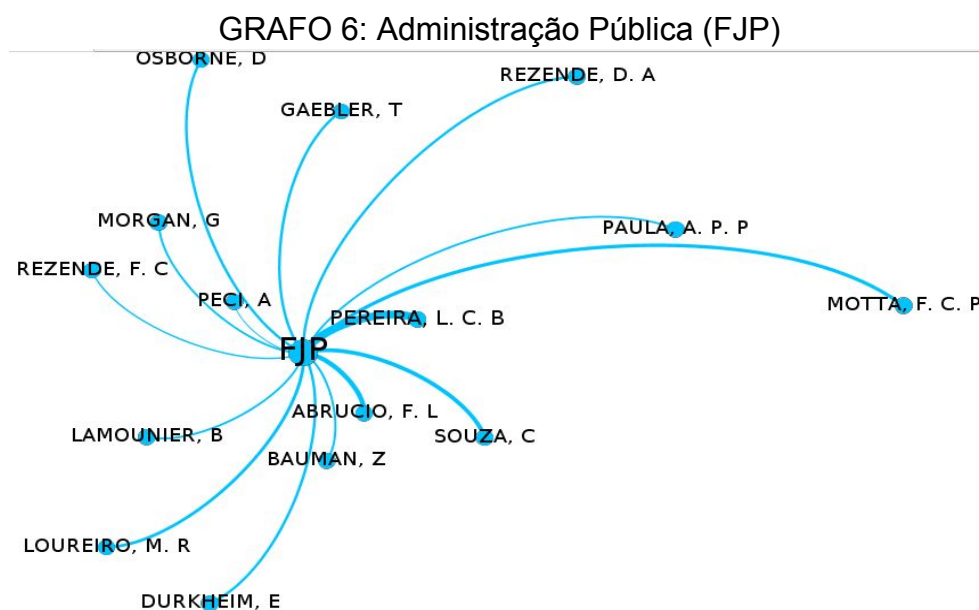 GRAFO 6: Administração Pública (FJP)
OSBORNE, D
REZENDE, D. A
GAEBLER, T
MORGAN, G
PAULA, A. P. P
REZENDE, F. C
PECI, A
MOTTA, F. C. P
PEREIRA, L. C. B
FJP
ABRUCIO, F. L
LAMOUNIER, B
SOUZA, C
BAUMAN, Z
LOUREIRO, M. R
DURKHEIM, E